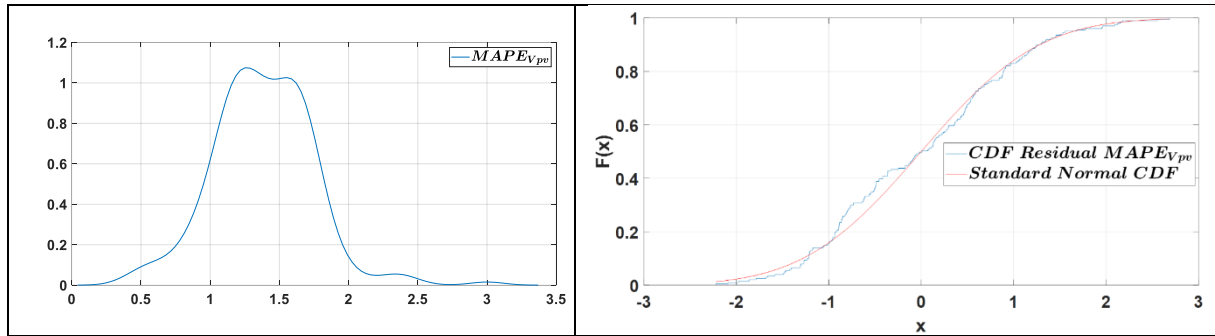 1.2
1
0.8
0.6
0.4
0.2
0
0 0.5 1 1.5 2 2.5 3 3.5
MAPE_Vpv
1
0.8
0.6
0.4
0.2
0
F(x)
CDF Residual MAPE_Vpv
Standard Normal CDF
-3 -2 -1 0 1 2 3
x